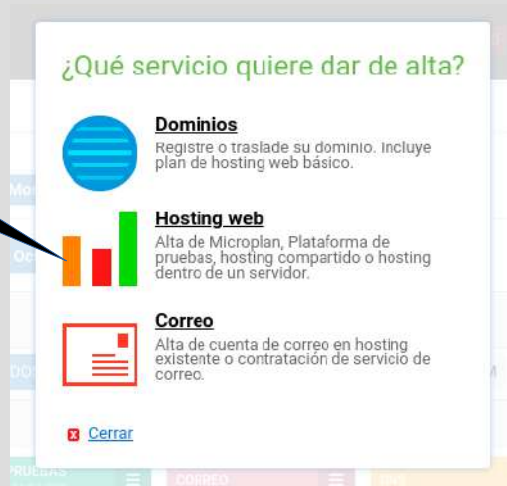 ¿Qué servicio quiere dar de alta?
Dominios
Registre o traslade su dominio. Incluye
plan de hosting web básico.
Hosting web
Alta de Microplan, Plataforma de
pruebas, hosting compartido o hosting
dentro de un servidor.
Correo
Alta de cuenta de correo en hosting
existente o contratación de servicio de
correo.
x Cerrar
PRUEBAS
CORREO